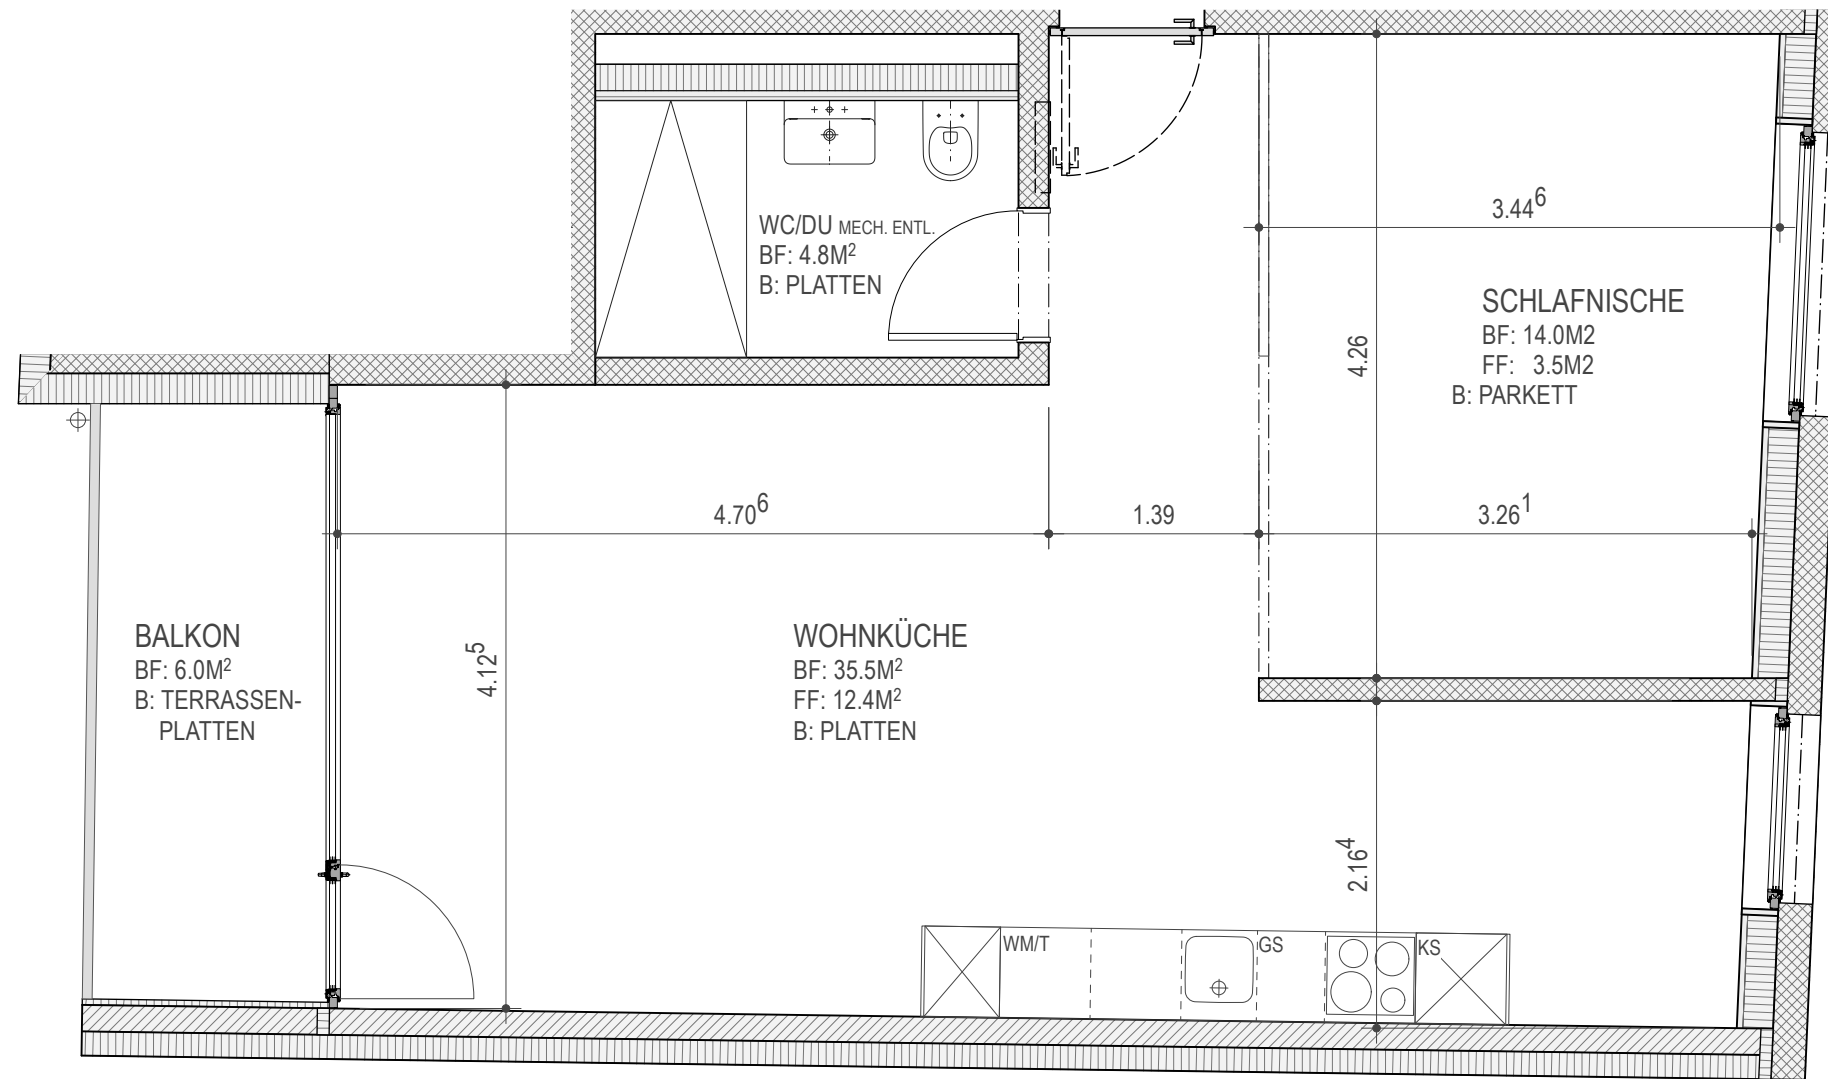 WC/DU MECH. ENTL.
BF: 4.8M²
B: PLATTEN
3.44⁶
SCHLAFNISCHE
BF: 14.0M2
FF: 3.5M2
B: PARKETT
4.26
4.70⁶
1.39
3.26¹
BALKON
BF: 6.0M²
B: TERRASSEN-
PLATTEN
4.12⁵
WOHNKÜCHE
BF: 35.5M²
FF: 12.4M²
B: PLATTEN
2.16⁴
WM/T
GS
KS